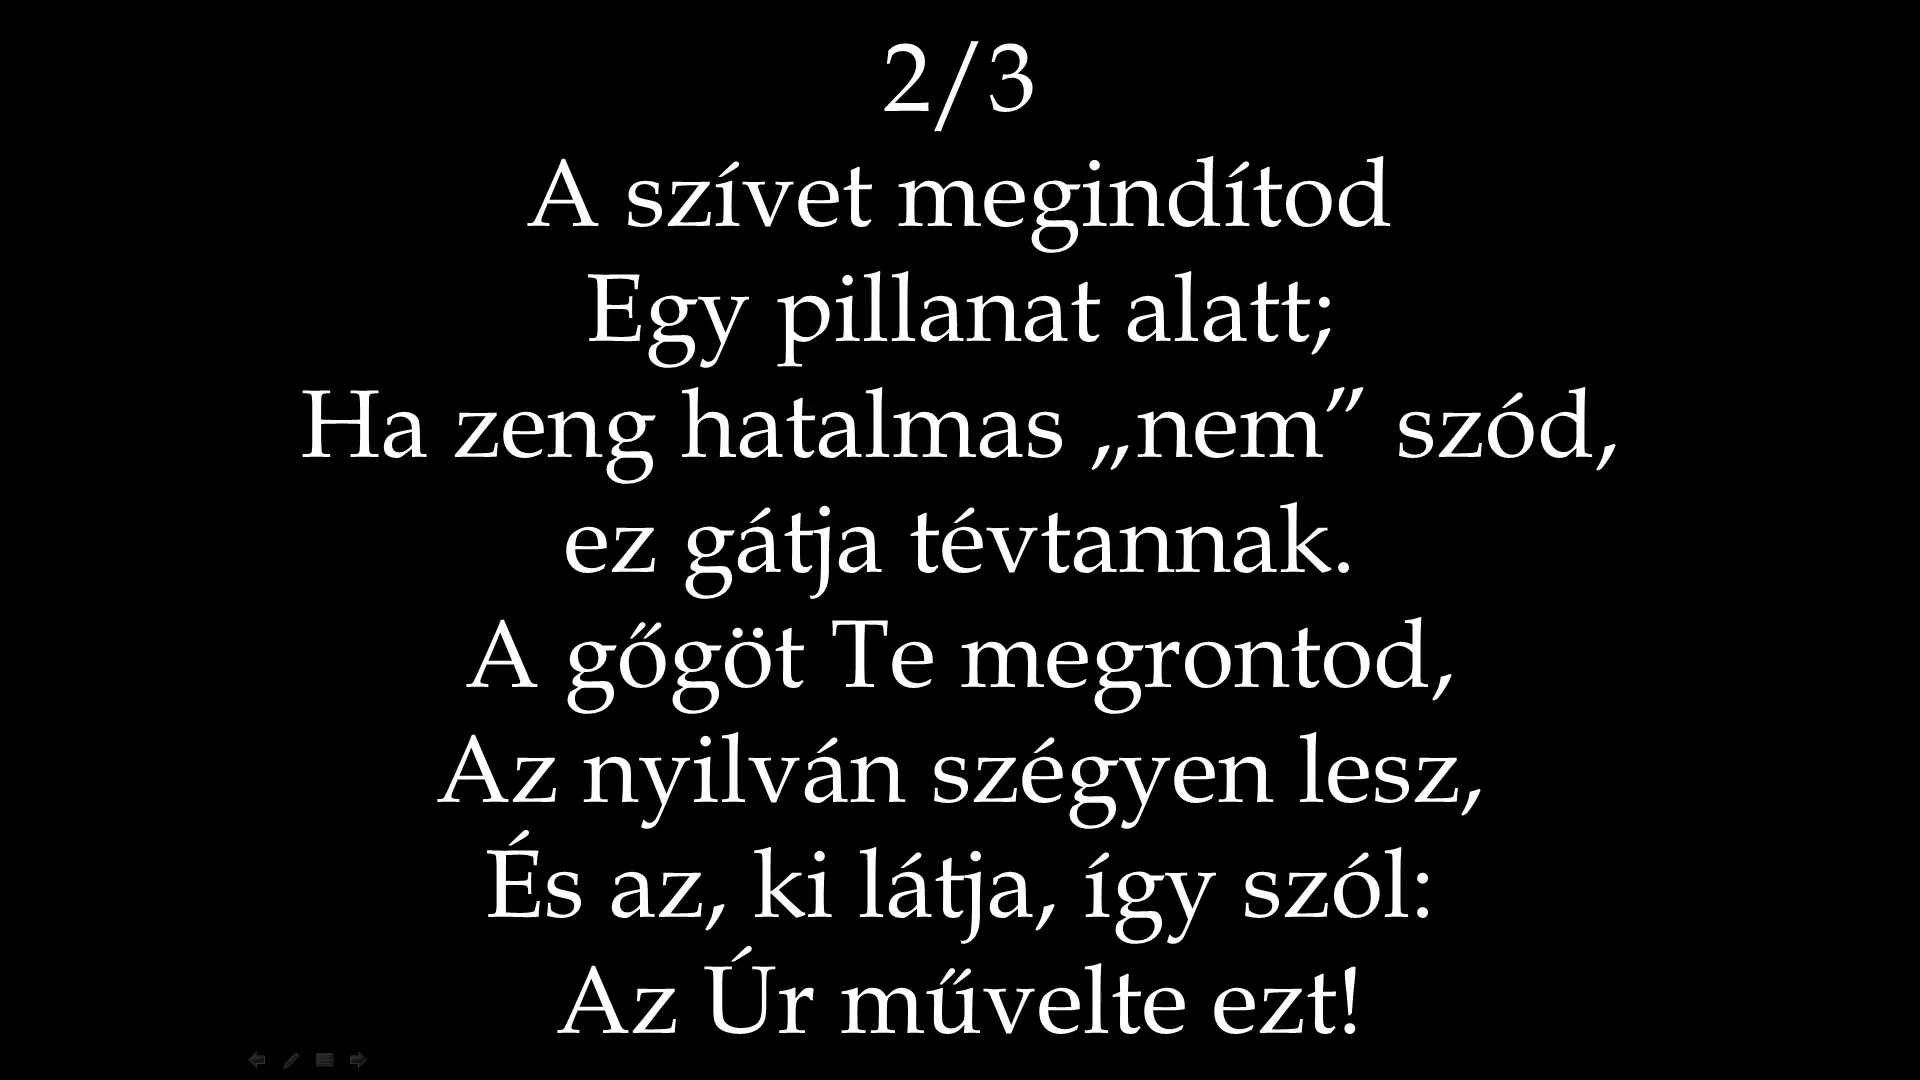 2/3
A szívet megindítod
Egy pillanat alatt;
Ha zeng hatalmas „nem” szód,
ez gátja tévtannak.
A gőgöt Te megrontod,
Az nyilván szégyen lesz,
És az, ki látja, így szól:
Az Úr művelte ezt!